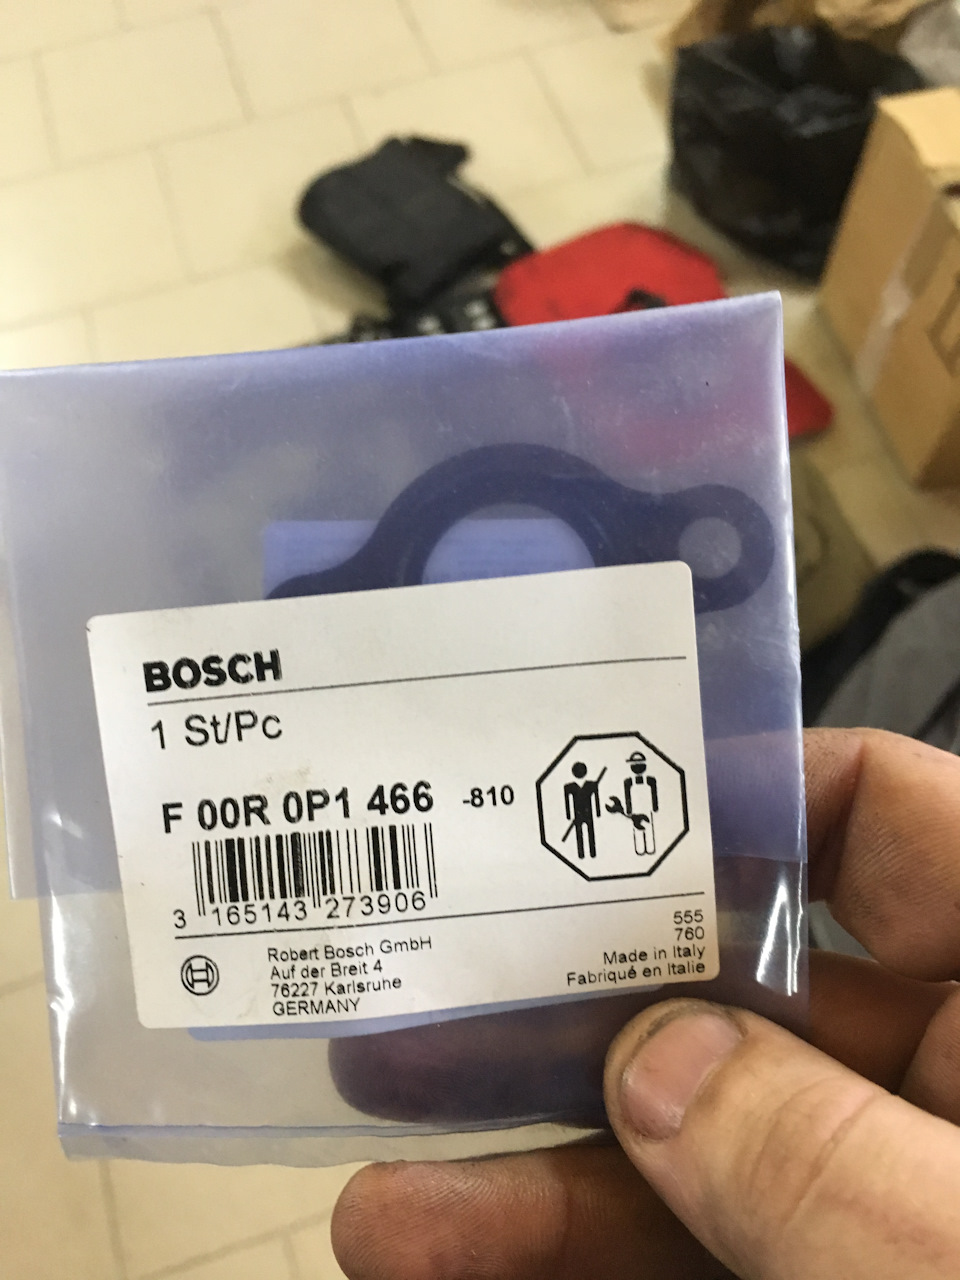 BOSCH
1 St/Pc
F 00R 0P1 466 -810
3 165143 273906
Robert Bosch GmbH
Auf der Breit 4
76227 Karlsruhe
GERMANY
555
760
Made in Italy
Fabriqué en Italie